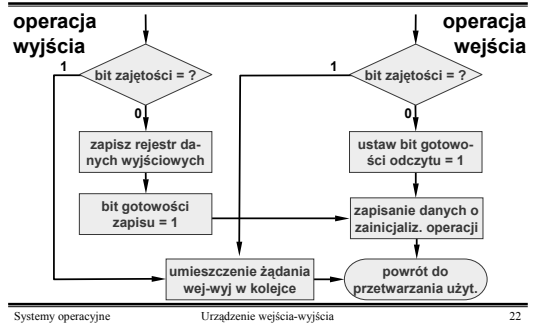 operacja
wyjścia
operacja
wejścia
1
bit zajętości = ?
1
bit zajętości = ?
0
0
zapisz rejestr da-
nych wyjściowych
ustaw bit gotowo-
ści odczytu = 1
bit gotowości
zapisu = 1
zapisanie danych o
zainicjaliz. operacji
umieszczenie żądania
wej-wyj w kolejce
powrót do
przetwarzania użyt.
Systemy operacyjne Urządzenie wejścia-wyjścia 22